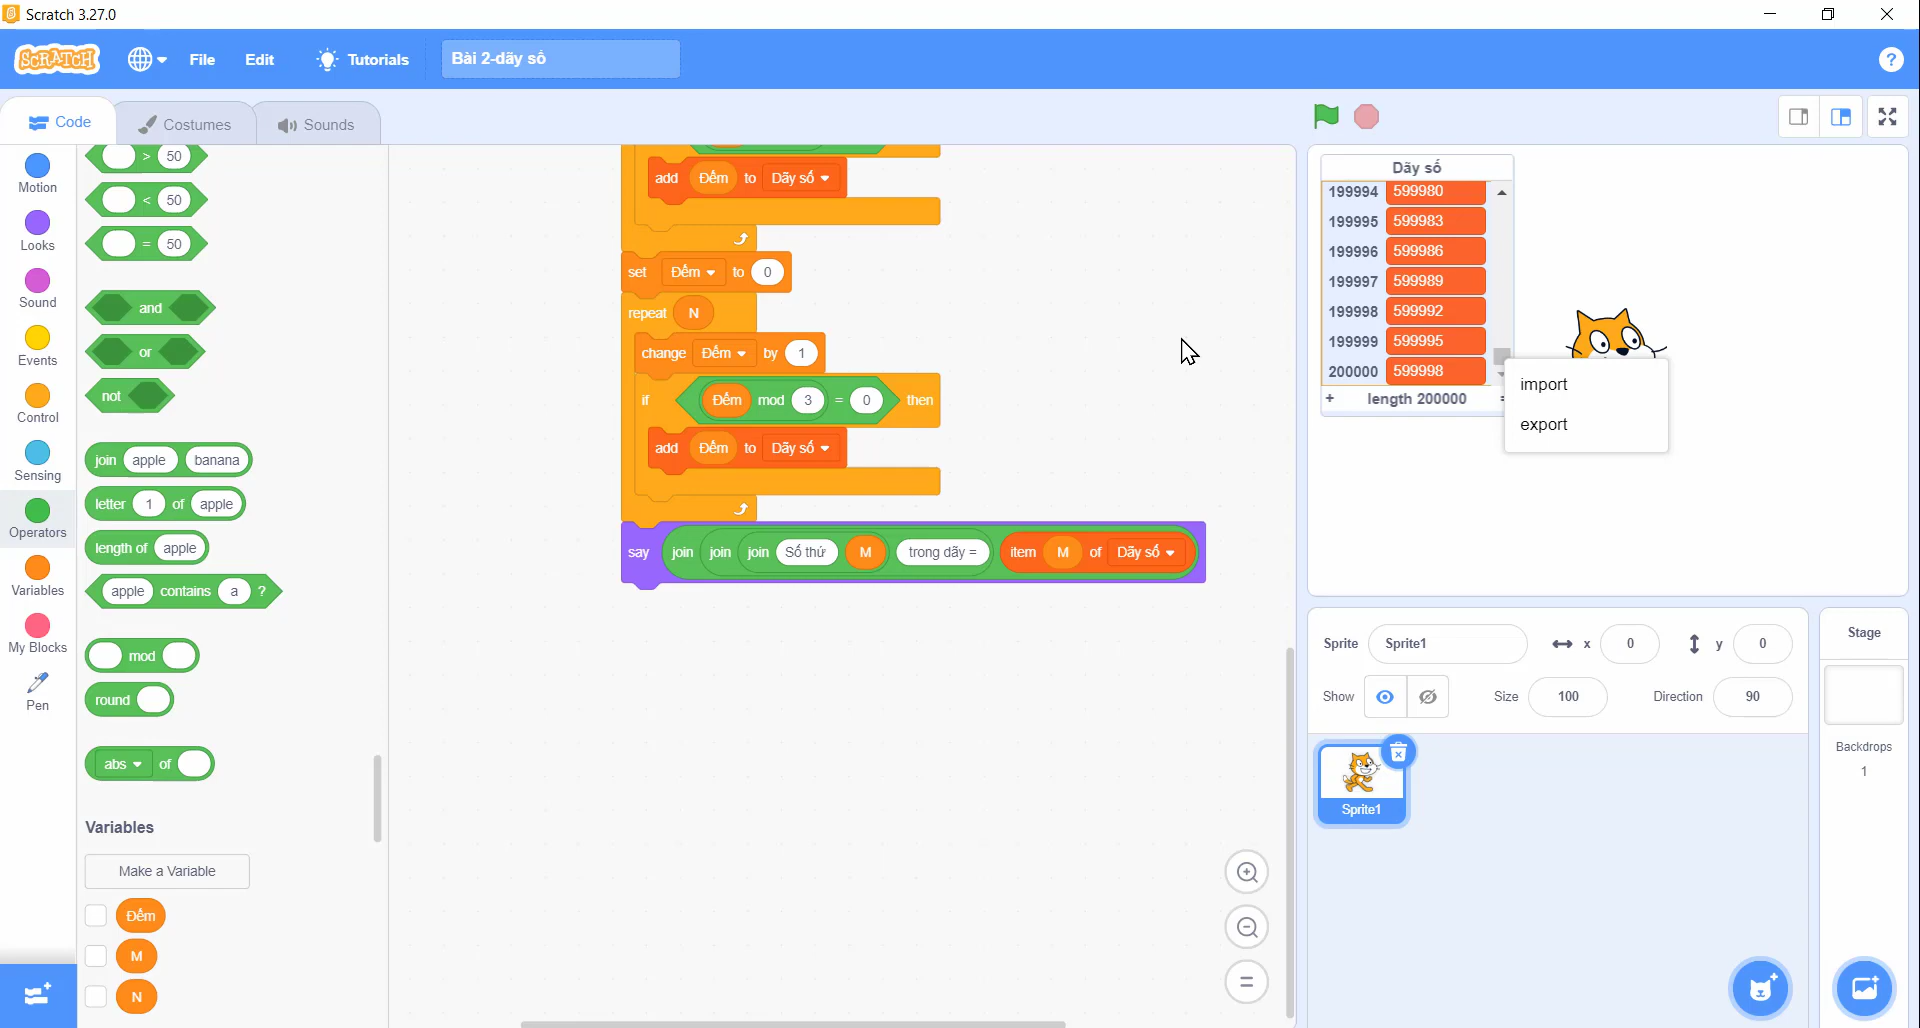 Scratch 3.27.0
SCRATCH File Edit Tutorials Bài 2-dãy số ?
Code Costumes Sounds
Motion
Looks
Sound
Events
Control
Sensing
Operators
Variables
My Blocks
Pen
> 50
< 50
= 50
and
or
not
join apple banana
letter 1 of apple
length of apple
apple contains a ?
mod
round
abs of
Variables
Make a Variable
Đếm
M
N
add Đếm to Dãy số
set Đếm to 0
repeat N
change Đếm by 1
if Đếm mod 3 = 0 then
add Đếm to Dãy số
say join join join Số thứ M trong dãy = item M of Dãy số
Dãy số
199994 599980
199995 599983
199996 599986
199997 599989
199998 599992
199999 599995
200000 599998
+ length 200000 =
import
export
Sprite Sprite1 x 0 y 0
Show Size 100 Direction 90
Sprite1
Stage
Backdrops
1